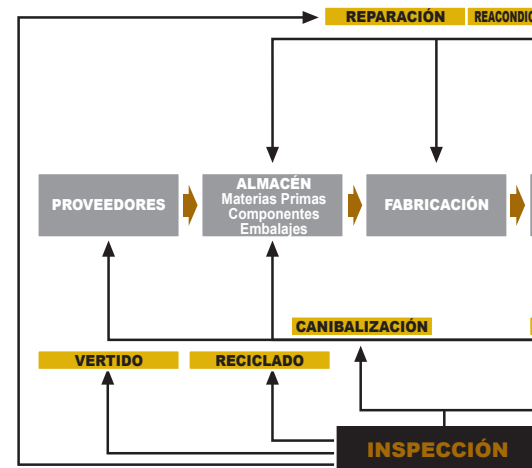 REPARACIÓN
PROVEEDORES
ALMACÉN
Materias Primas
Componentes
Embalajes
FABRICACIÓN
CANIBALIZACIÓN
VERTIDO
RECICLADO
INSPECCIÓN